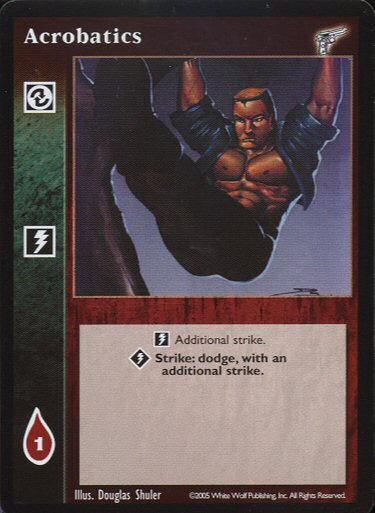 Acrobatics
Additional strike.
Strike: dodge, with an
additional strike.
1
Illus. Douglas Shuler
©2005 White Wolf Publishing, Inc. All Rights Reserved.